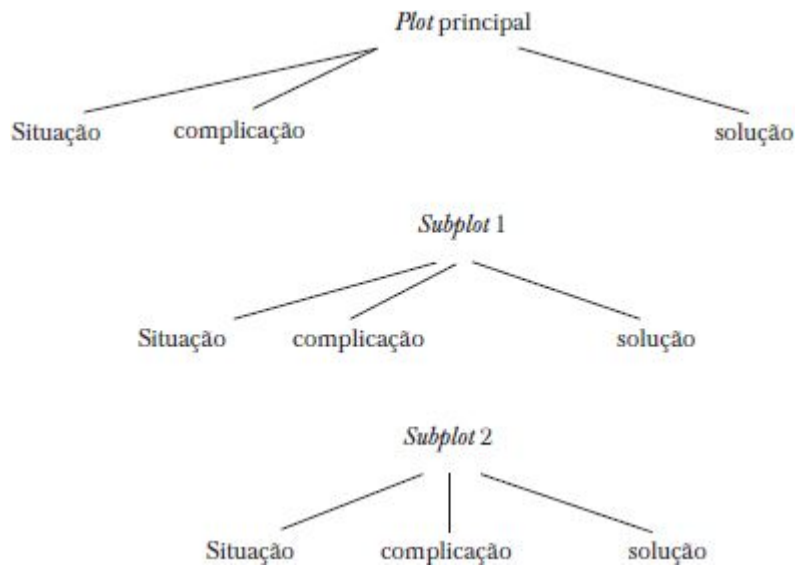 Plot principal
Situação complicação solução
Subplot 1
Situação complicação solução
Subplot 2
Situação complicação solução